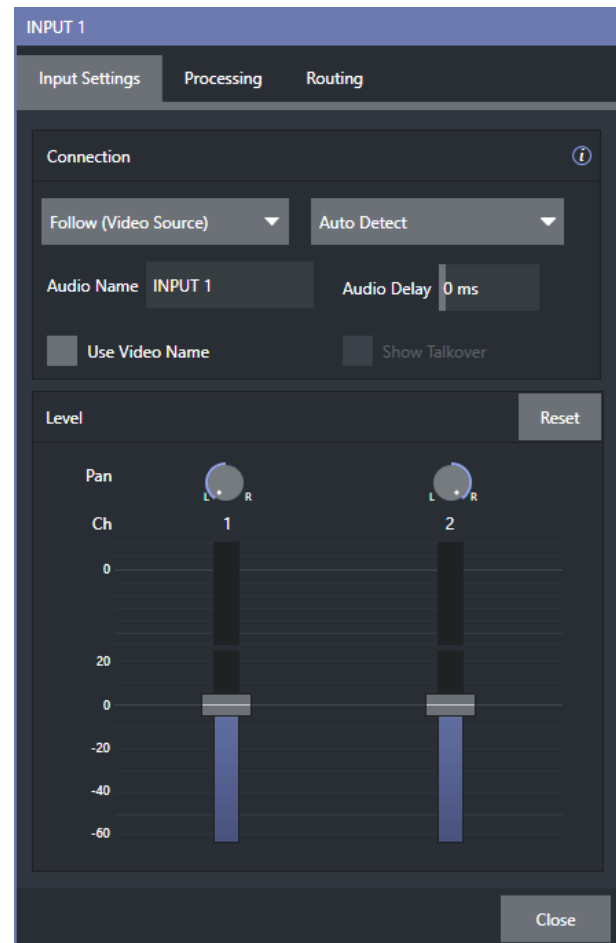 INPUT 1
Input Settings Processing Routing
Connection i
Follow (Video Source) Auto Detect
Audio Name INPUT 1 Audio Delay 0 ms
Use Video Name Show Talkover
Level Reset
Pan L R L R
Ch 1 2
0
20
0
-20
-40
-60
Close